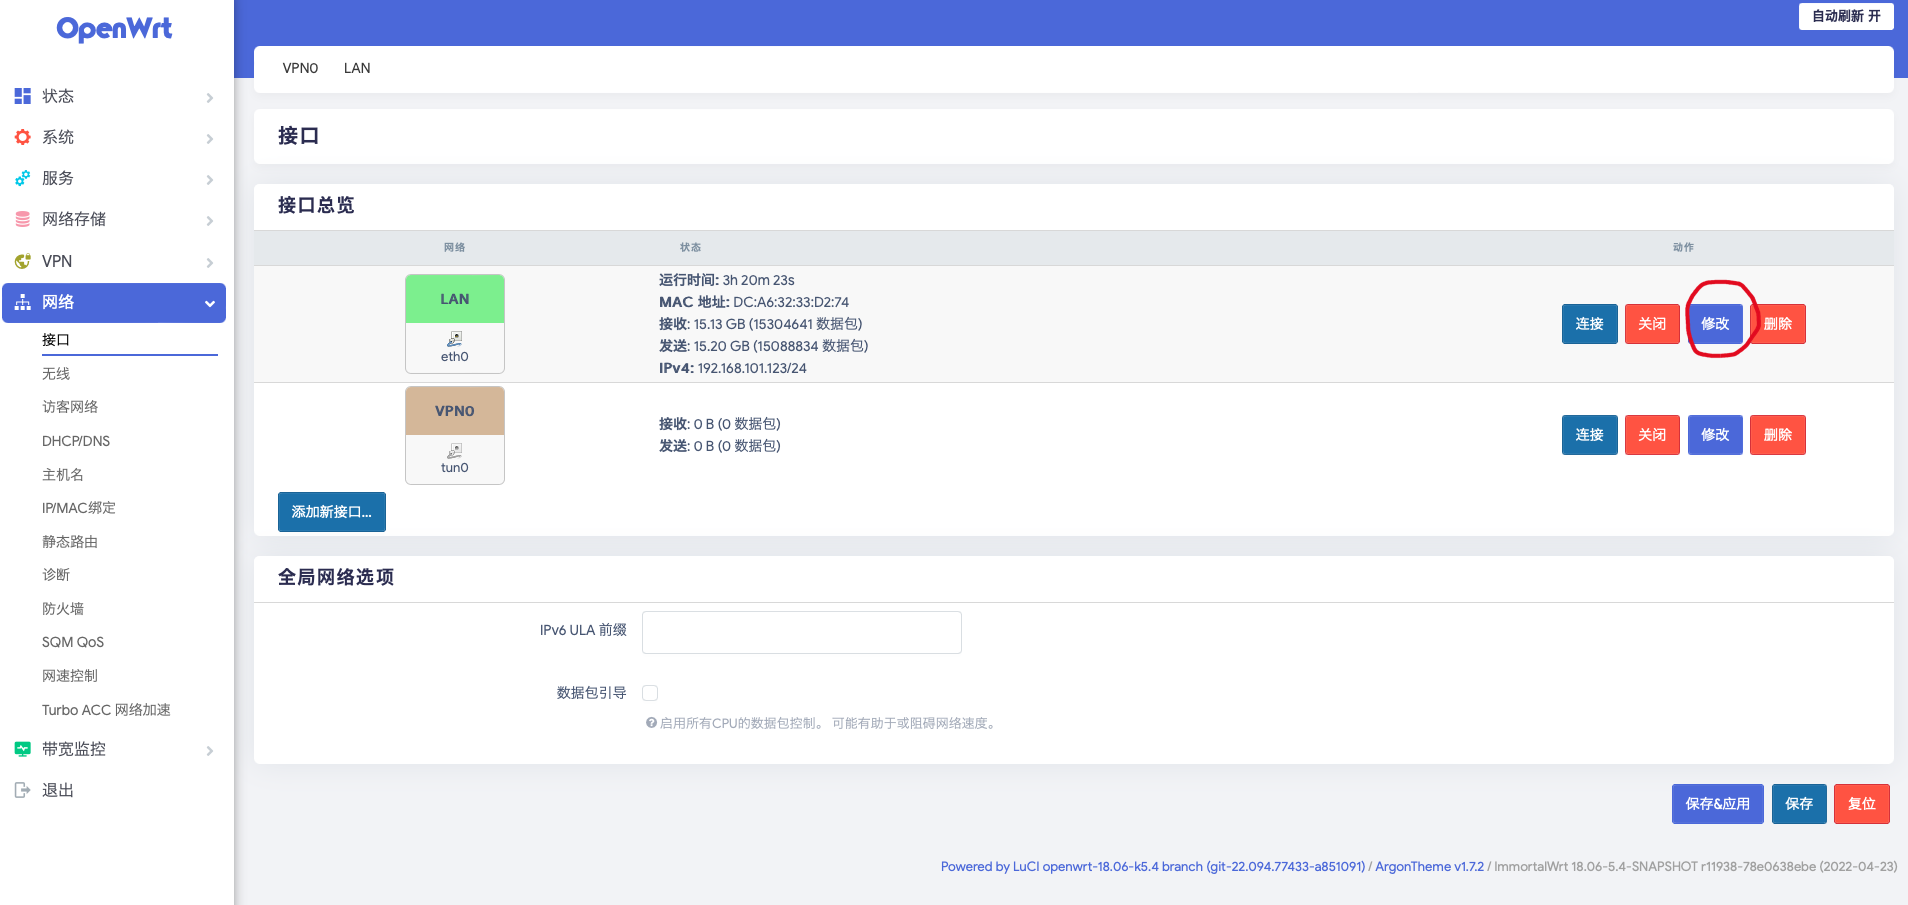 OpenWrt
自动刷新 开
VPN0 LAN
状态
系统
服务
网络存储
VPN
网络
接口
无线
访客网络
DHCP/DNS
主机名
IP/MAC绑定
静态路由
诊断
防火墙
SQM QoS
网速控制
Turbo ACC 网络加速
带宽监控
退出
接口
接口总览
网络 状态 动作
LAN
eth0
运行时间: 3h 20m 23s
MAC 地址: DC:A6:32:33:D2:74
接收: 15.13 GB (15304641 数据包)
发送: 15.20 GB (15088834 数据包)
IPv4: 192.168.101.123/24
连接 关闭 修改 删除
VPN0
tun0
接收: 0 B (0 数据包)
发送: 0 B (0 数据包)
连接 关闭 修改 删除
添加新接口...
全局网络选项
IPv6 ULA 前缀
数据包引导
启用所有CPU的数据包控制。 可能有助于或阻碍网络速度。
保存&应用 保存 复位
Powered by LuCI openwrt-18.06-k5.4 branch (git-22.094.77433-a851091) / ArgonTheme v1.7.2 / ImmortalWrt 18.06-5.4-SNAPSHOT r11938-78e0638ebe (2022-04-23)